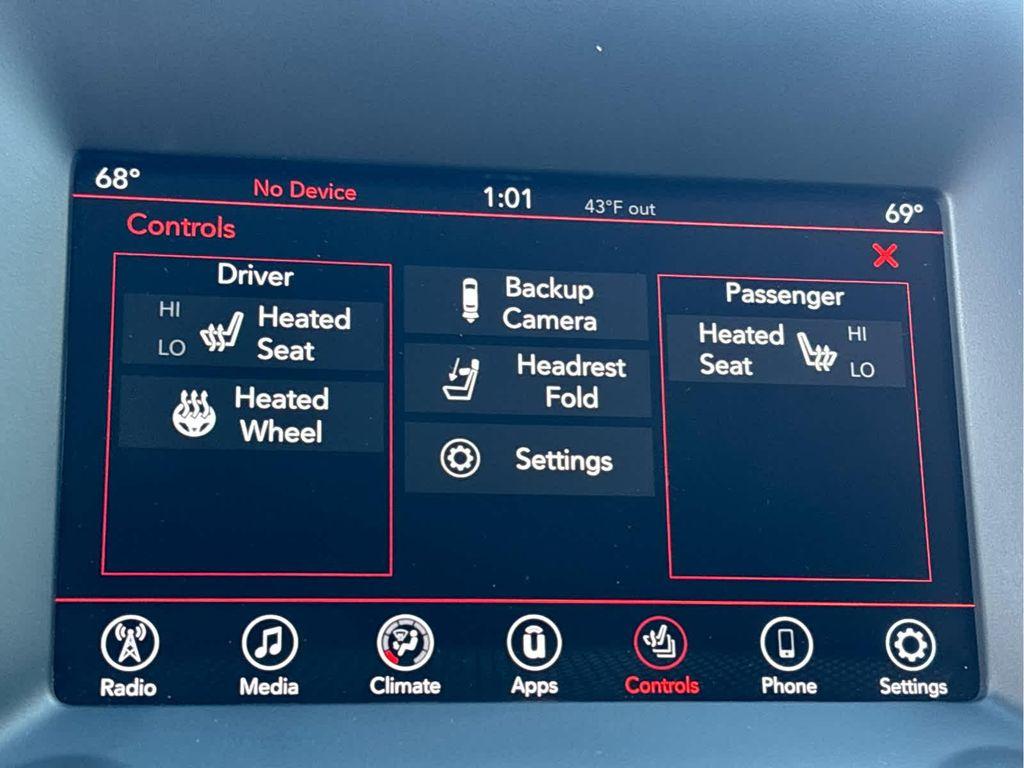 68° No Device 1:01 43°F out 69°
Controls
Driver
HI
LO
Heated
Seat
Heated
Wheel
Backup
Camera
Headrest
Fold
Settings
Passenger
Heated
Seat
HI
LO
Radio Media Climate Apps Controls Phone Settings